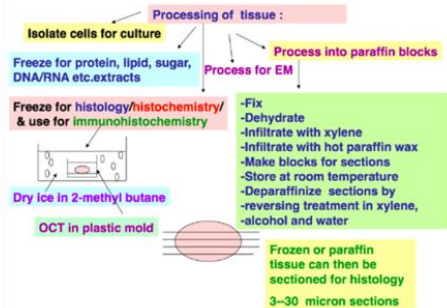 Processing of tissue :
Isolate cells for culture
Freeze for protein, lipid, sugar,
DNA/RNA etc.extracts
Process for EM
Process into paraffin blocks
Freeze for histology/histochemistry/
& use for immunohistochemistry
Dry ice in 2-methyl butane
OCT in plastic mold
-Fix
-Dehydrate
-Infiltrate with xylene
-Infiltrate with hot paraffin wax
-Make blocks for sections
-Store at room temperature
-Deparaffinize sections by
-reversing treatment in xylene,
-alcohol and water
Frozen or paraffin
tissue can then be
sectioned for histology
3--30 micron sections